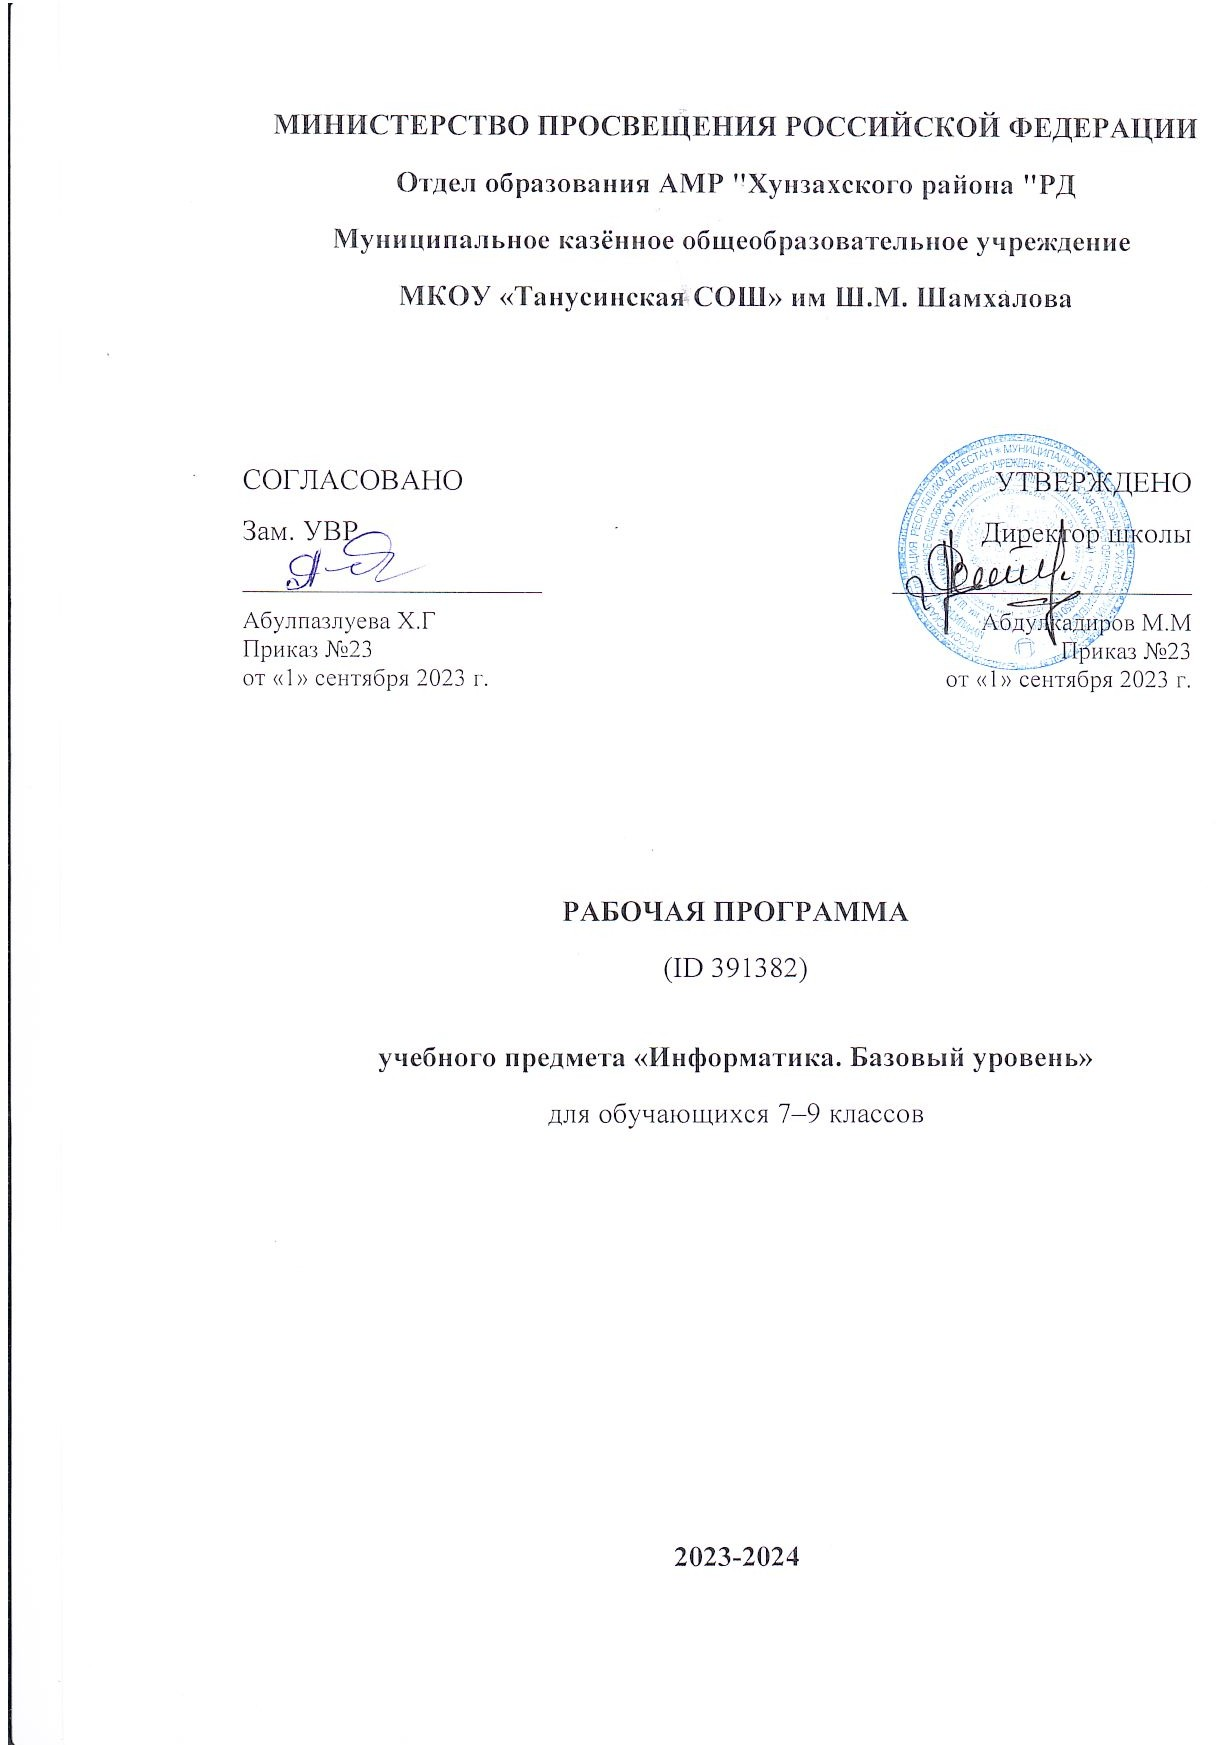 МИНИСТЕРСТВО ПРОСВЕЩЕНИЯ РОССИЙСКОЙ ФЕДЕРАЦИИ
Отдел образования АМР "Хунзахского района "РД
Муниципальное казённое общеобразовательное учреждение
МКОУ «Танусинская СОШ» им Ш.М. Шамхалова
СОГЛАСОВАНО
Зам. УВР
Абулпазлуева Х.Г
Приказ №23
от «1» сентября 2023 г.
УТВЕРЖДЕНО
Директор школы
Абдулкадиров М.М
Приказ №23
от «1» сентября 2023 г.
РАБОЧАЯ ПРОГРАММА
(ID 391382)
учебного предмета «Информатика. Базовый уровень»
для обучающихся 7–9 классов
2023-2024